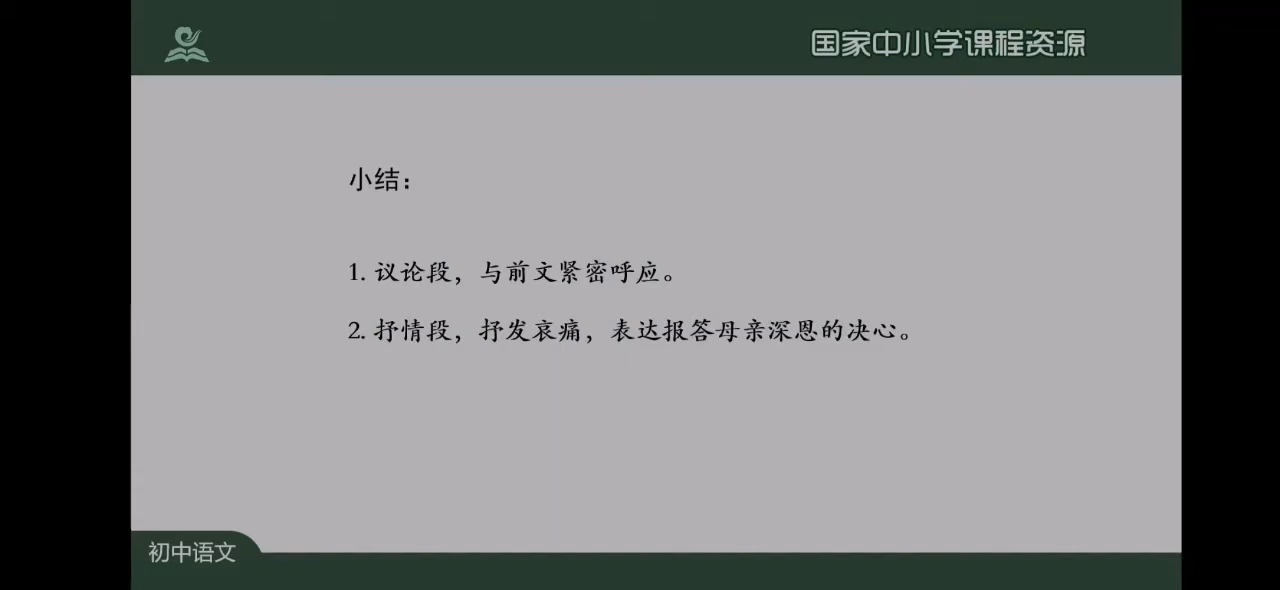 国家中小学课程资源
小结：
1. 议论段，与前文紧密呼应。
2. 抒情段，抒发哀痛，表达报答母亲深恩的决心。
初中语文